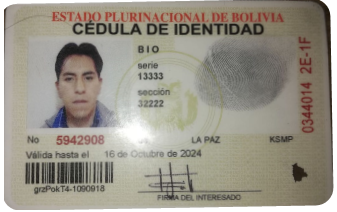 ESTADO PLURINACIONAL DE BOLIVIA
CÉDULA DE IDENTIDAD
BIO
serie
13333
sección
32222
0344014 2E-1F
No 5942908 LA PAZ KSMP
Válida hasta el 16 de Octubre de 2024
grzPokT4-1090918
FIRMA DEL INTERESADO